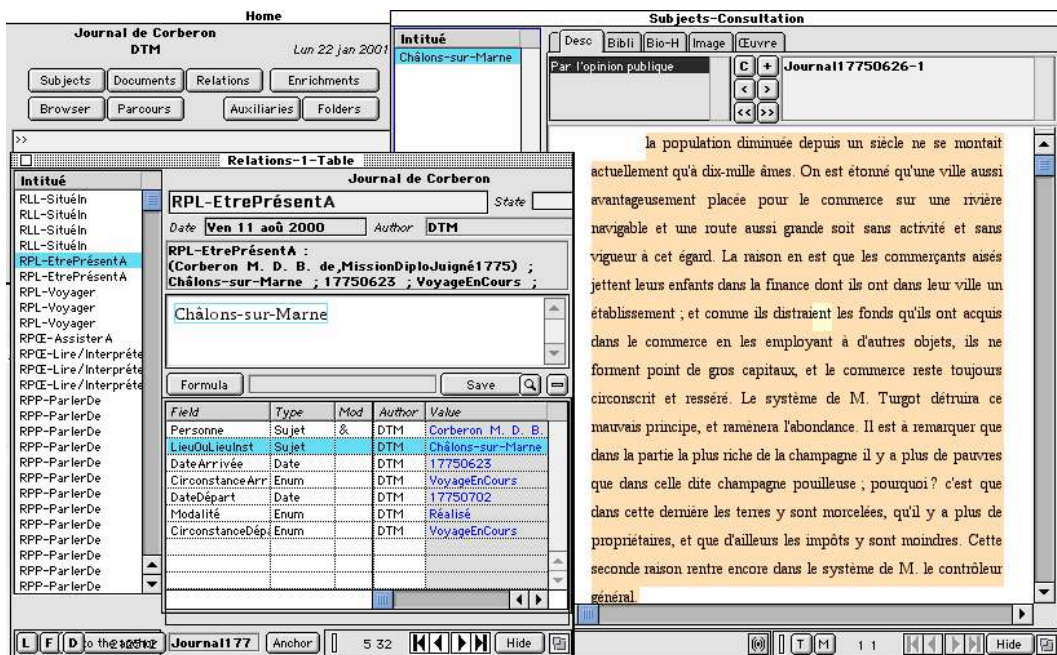 Home
Journal de Corberon
DTM
Lun 22 jan 2001
Subjects
Documents
Relations
Enrichments
Browser
Parcours
Auxiliaries
Folders
>>
Subjects-Consultation
Intitué
Châlons-sur-Marne
Desc
Bibli
Bio-H
Image
Œuvre
Par l'opinion publique
C
+
<
>
<<
>>
Journal17750626-1
la population diminuée depuis un siècle ne se montait
actuellement qu'à dix-mille âmes. On est étonné qu'une ville aussi
avantageusement placée pour le commerce sur une rivière
navigable et une route aussi grande soit sans activité et sans
vigueur à cet égard. La raison en est que les commerçants aisés
jettent leurs enfants dans la finance dont ils ont dans leur ville un
établissement ; et comme ils distraient les fonds qu'ils ont acquis
dans le commerce en les employant à d'autres objets, ils ne
forment point de gros capitaux, et le commerce reste toujours
circonscrit et resséré. Le système de M. Turgot détruira ce
mauvais principe, et ramènera l'abondance. Il est à remarquer que
dans la partie la plus riche de la champagne il y a plus de pauvres
que dans celle dite champagne pouilleuse ; pourquoi ? c'est que
dans cette dernière les terres y sont morcelées, qu'il y a plus de
propriétaires, et que d'ailleurs les impôts y sont moindres. Cette
seconde raison rentre encore dans le système de M. le contrôleur
général.
T
M
1 1
Hide
Relations-1-Table
Intitué
RLL-SituéIn
RLL-SituéIn
RLL-SituéIn
RLL-SituéIn
RPL-EtrePrésentA
RPL-EtrePrésentA
RPL-Voyager
RPL-Voyager
RPL-Voyager
RPŒ-AssisterA
RPŒ-Lire/Interpréte
RPŒ-Lire/Interpréte
RPŒ-Lire/Interpréte
RPP-ParlerDe
RPP-ParlerDe
RPP-ParlerDe
RPP-ParlerDe
RPP-ParlerDe
RPP-ParlerDe
RPP-ParlerDe
RPP-ParlerDe
RPP-ParlerDe
RPP-ParlerDe
RPP-ParlerDe
RPP-ParlerDe
Journal de Corberon
RPL-EtrePrésentA
State
Date
Ven 11 aoû 2000
Author
DTM
RPL-EtrePrésentA :
(Corberon M. D. B. de,MissionDiploJuigné1775) ;
Châlons-sur-Marne ; 17750623 ; VoyageEnCours ;
Châlons-sur-Marne
Formula
Save
Field Type Mod Author Value
Personne Sujet & DTM Corberon M. D. B.
LieuOuLieuInst Sujet DTM Châlons-sur-Marne
DateArrivée Date DTM 17750623
CirconstanceArr Enum DTM VoyageEnCours
DateDépart Date DTM 17750702
Modalité Enum DTM Réalisé
CirconstanceDépa Enum DTM VoyageEnCours
L
F
D
Journal177
Anchor
5 32
Hide